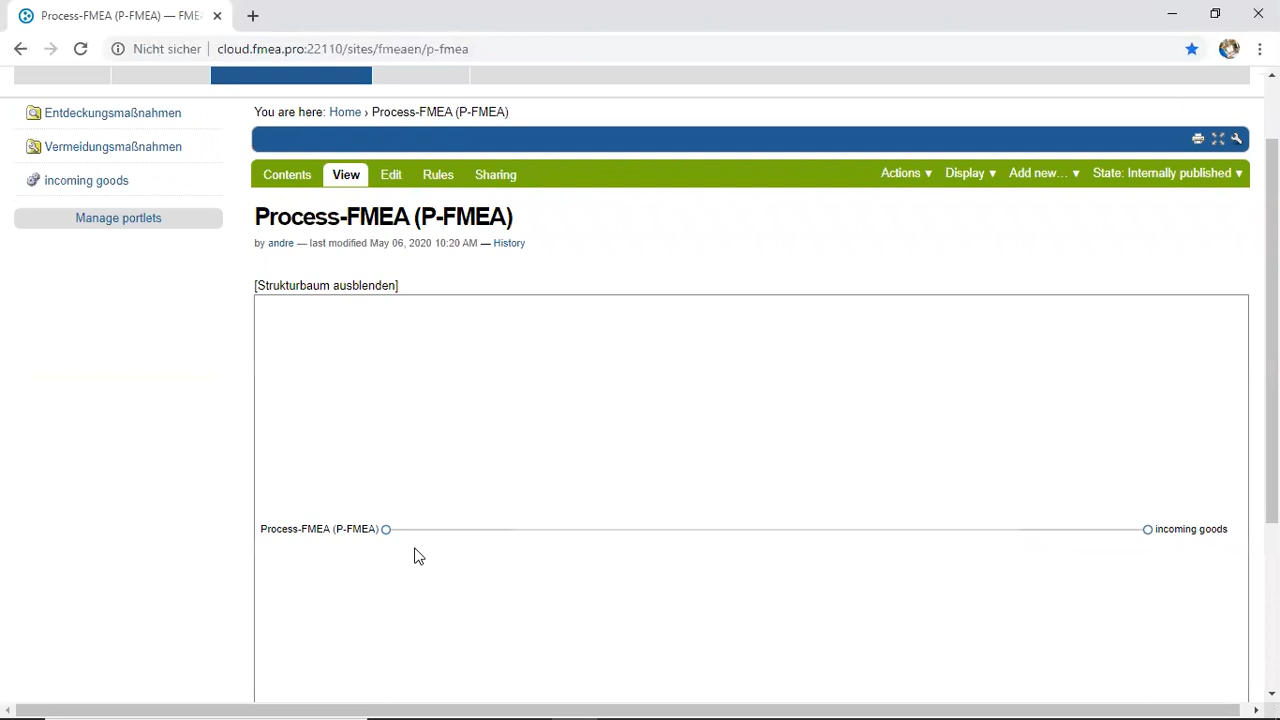 Process-FMEA (P-FMEA) — FME
Nicht sicher | cloud.fmea.pro:22110/sites/fmeaen/p-fmea
Entdeckungsmaßnahmen
Vermeidungsmaßnahmen
incoming goods
Manage portlets
You are here: Home › Process-FMEA (P-FMEA)
Contents View Edit Rules Sharing Actions ▼ Display ▼ Add new… ▼ State: Internally published ▼
Process-FMEA (P-FMEA)
by andre — last modified May 06, 2020 10:20 AM — History
[Strukturbaum ausblenden]
Process-FMEA (P-FMEA) incoming goods